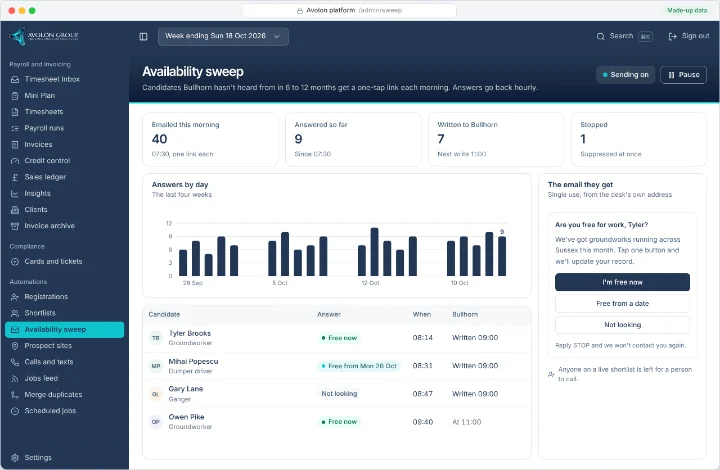 Avolon platform /admin/sweep
Made-up data
AVOLON GROUP
Week ending Sun 18 Oct 2026
Search ⌘K
Sign out
Payroll and Invoicing
Timesheet Inbox
Mini Plan
Timesheets
Payroll runs
Invoices
Credit control
Sales ledger
Insights
Clients
Invoice archive
Compliance
Cards and tickets
Automations
Registrations
Shortlists
Availability sweep
Prospect sites
Calls and texts
Jobs feed
Merge duplicates
Scheduled jobs
Settings
Availability sweep
Candidates Bullhorn hasn't heard from in 6 to 12 months get a one-tap link each morning. Answers go back hourly.
Sending on
Pause
Emailed this morning
40
07:30, one link each
Answered so far
9
Since 07:30
Written to Bullhorn
7
Next write 11:00
Stopped
1
Suppressed at once
Answers by day
The last four weeks
12
9
6
3
0
9
28 Sep
5 Oct
12 Oct
19 Oct
Candidate Answer When Bullhorn
TB Tyler Brooks Free now 08:14 Written 09:00
Groundworker
MP Mihai Popescu Free from Mon 26 Oct 08:31 Written 09:00
Dumper driver
GL Gary Lane Not looking 08:47 Written 09:00
Ganger
OP Owen Pike Free now 09:40 At 11:00
Groundworker
The email they get
Single use, from the desk's own address
Are you free for work, Tyler?
We've got groundworks running across
Sussex this month. Tap one button and
we'll update your record.
I'm free now
Free from a date
Not looking
Reply STOP and we won't contact you again.
Anyone on a live shortlist is left for a person
to call.